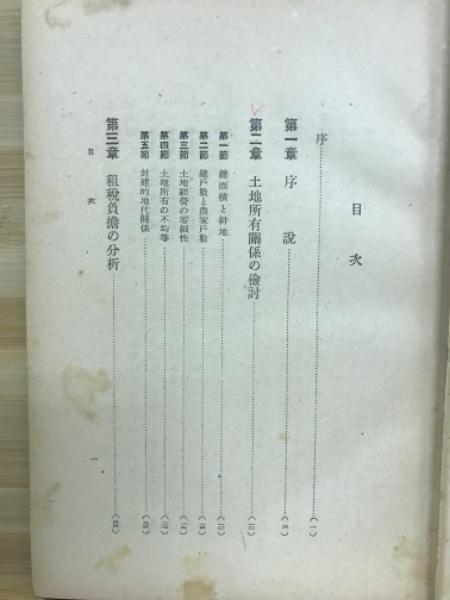 目次
序
(一)
第一章 序説
第二章 土地所有關係の檢討
第一節 總面積と耕地
第二節 總戸數と農家戸數
第三節 土地經營の零細性
第四節 土地所有の不均等
第五節 封建的地代關係
第三章 租税負擔の分析
目次
一